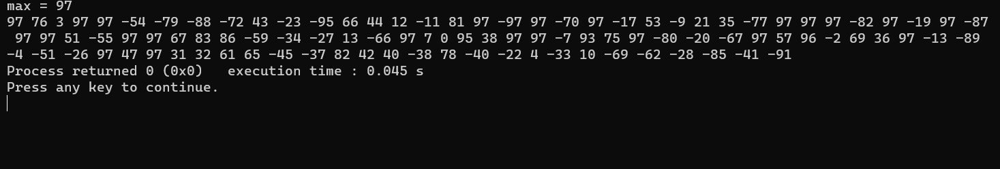 max = 97
97 76 3 97 97 -54 -79 -88 -72 43 -23 -95 66 44 12 -11 81 97 -97 97 -70 97 -17 53 -9 21 35 -77 97 97 97 -82 97 -19 97 -87
97 97 51 -55 97 97 67 83 86 -59 -34 -27 13 -66 97 7 0 95 38 97 97 -7 93 75 97 -80 -20 -67 97 57 96 -2 69 36 97 -13 -89
-4 -51 -26 97 47 97 31 32 61 65 -45 -37 82 42 40 -38 78 -40 -22 4 -33 10 -69 -62 -28 -85 -41 -91
Process returned 0 (0x0)   execution time : 0.045 s
Press any key to continue.